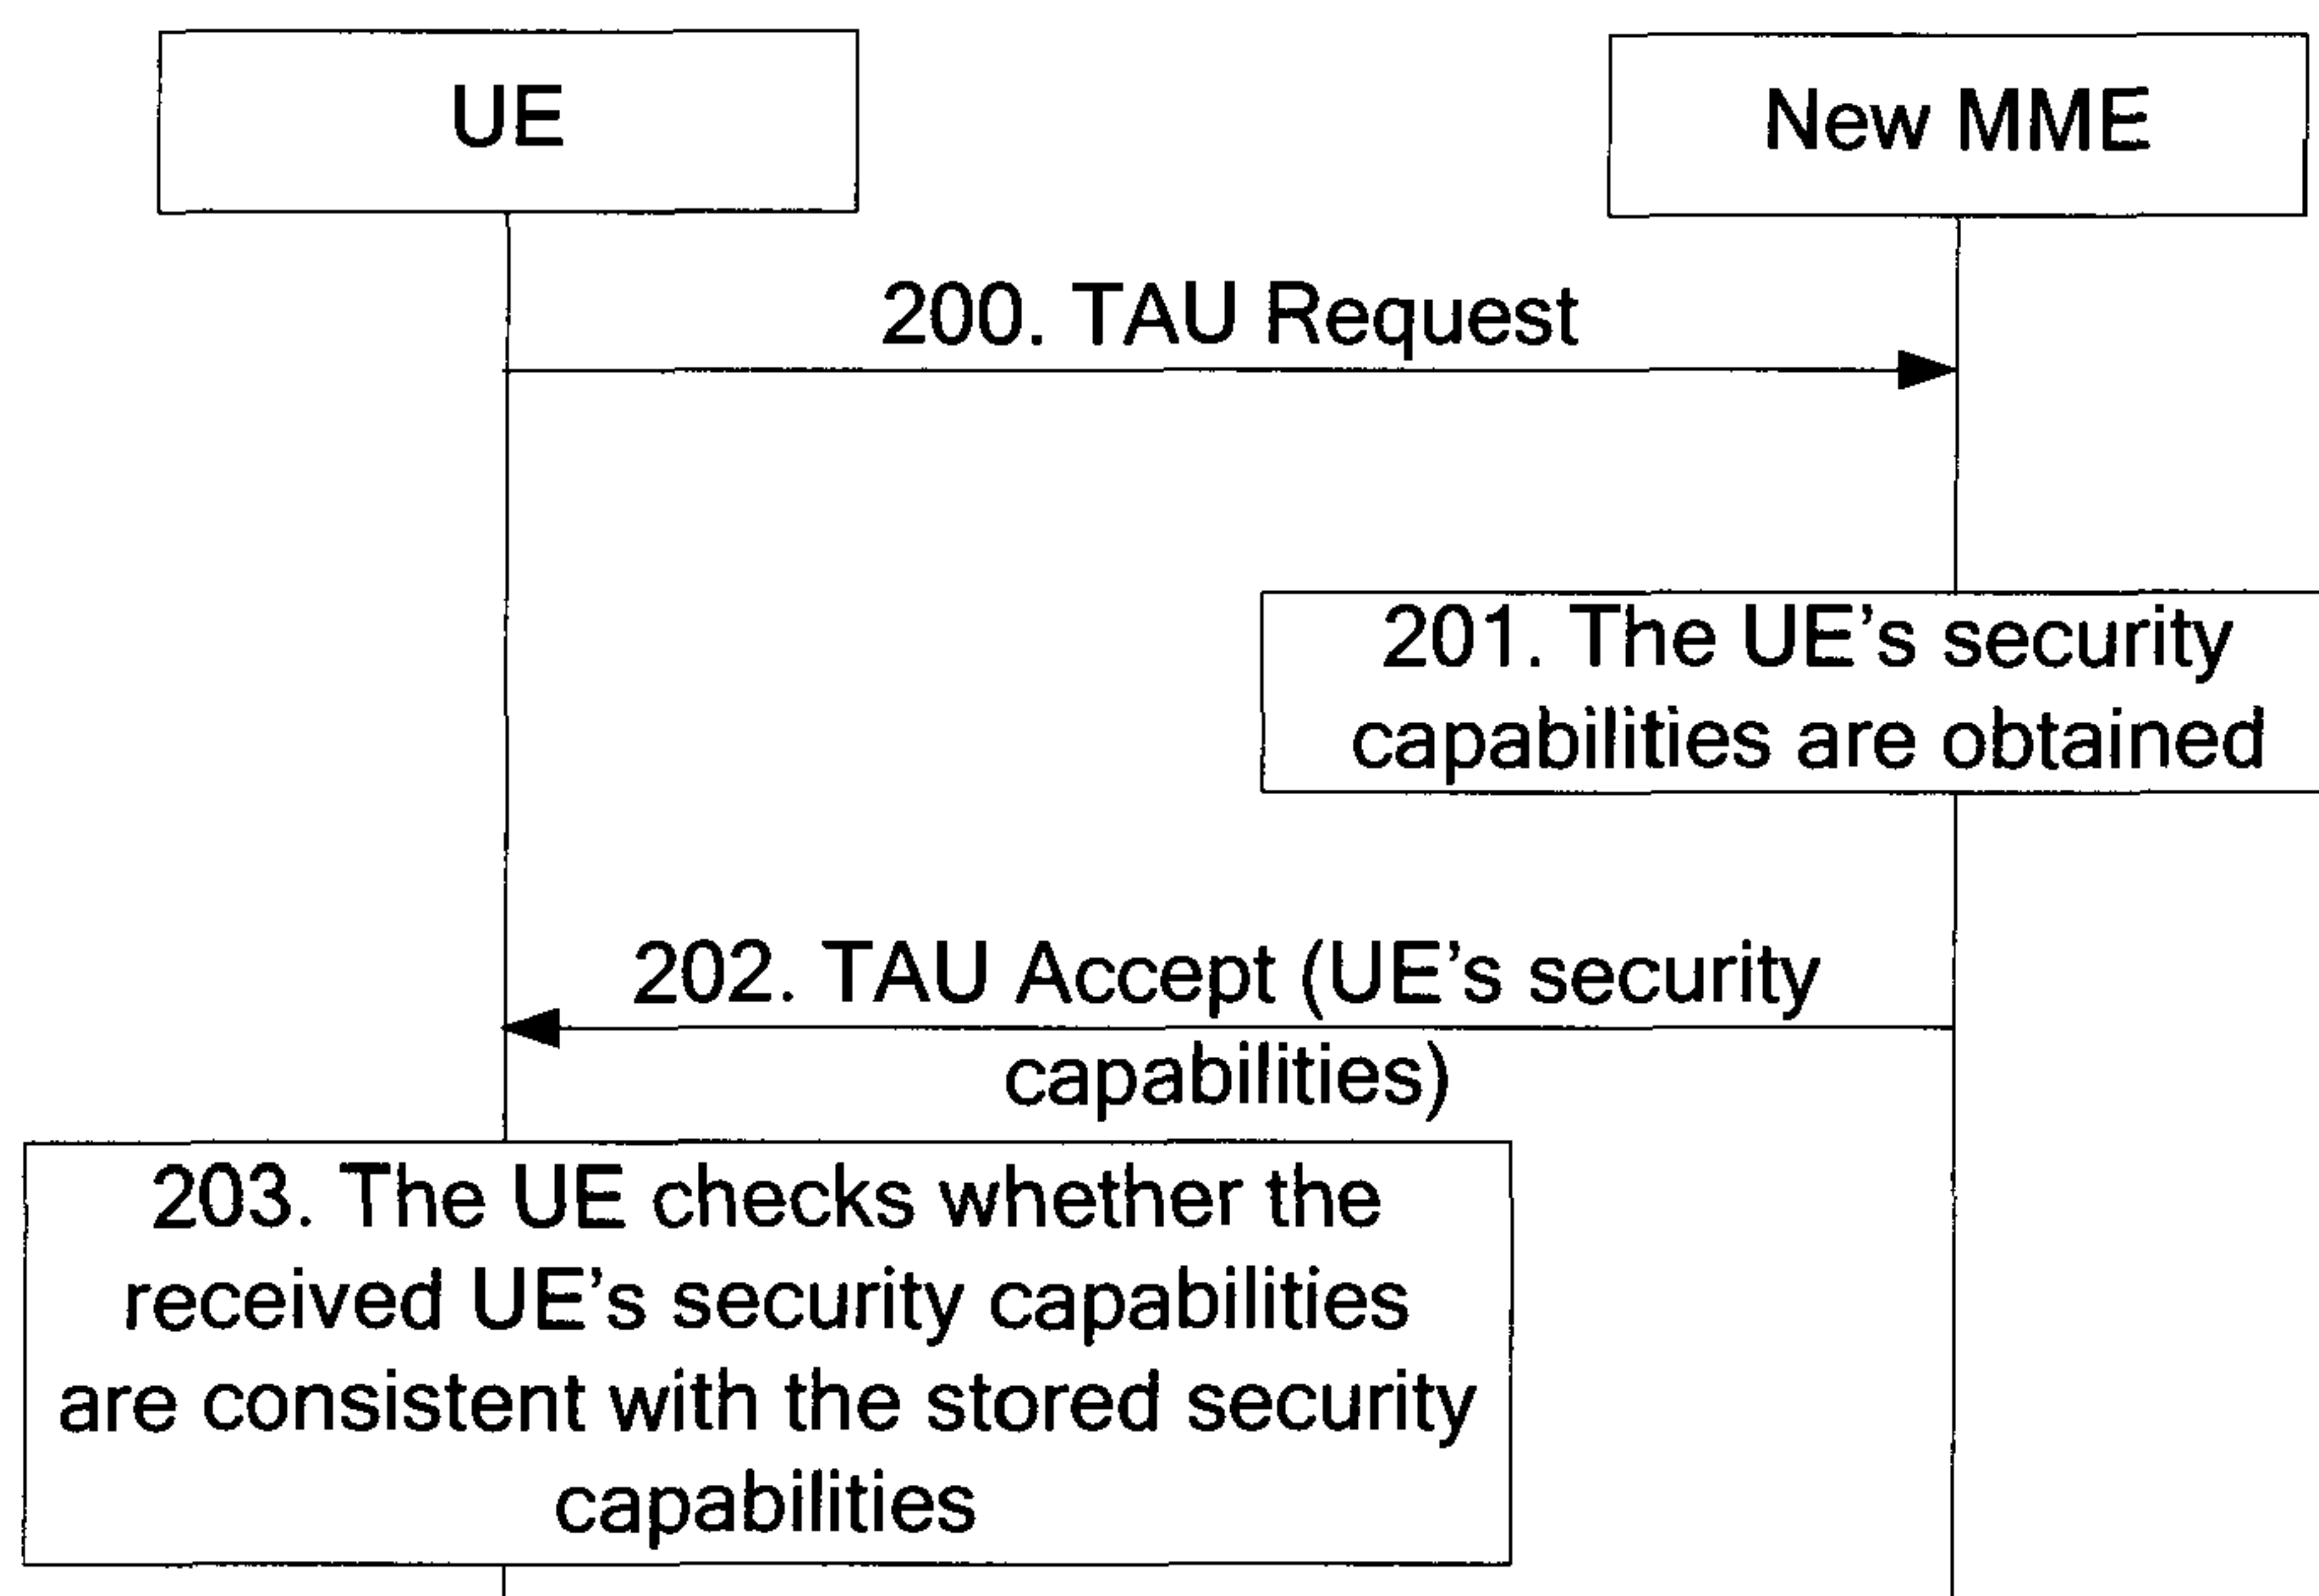 UE
New MME
200. TAU Request
201. The UE's security
capabilities are obtained
202. TAU Accept (UE's security
capabilities)
203. The UE checks whether the
received UE's security capabilities
are consistent with the stored security
capabilities